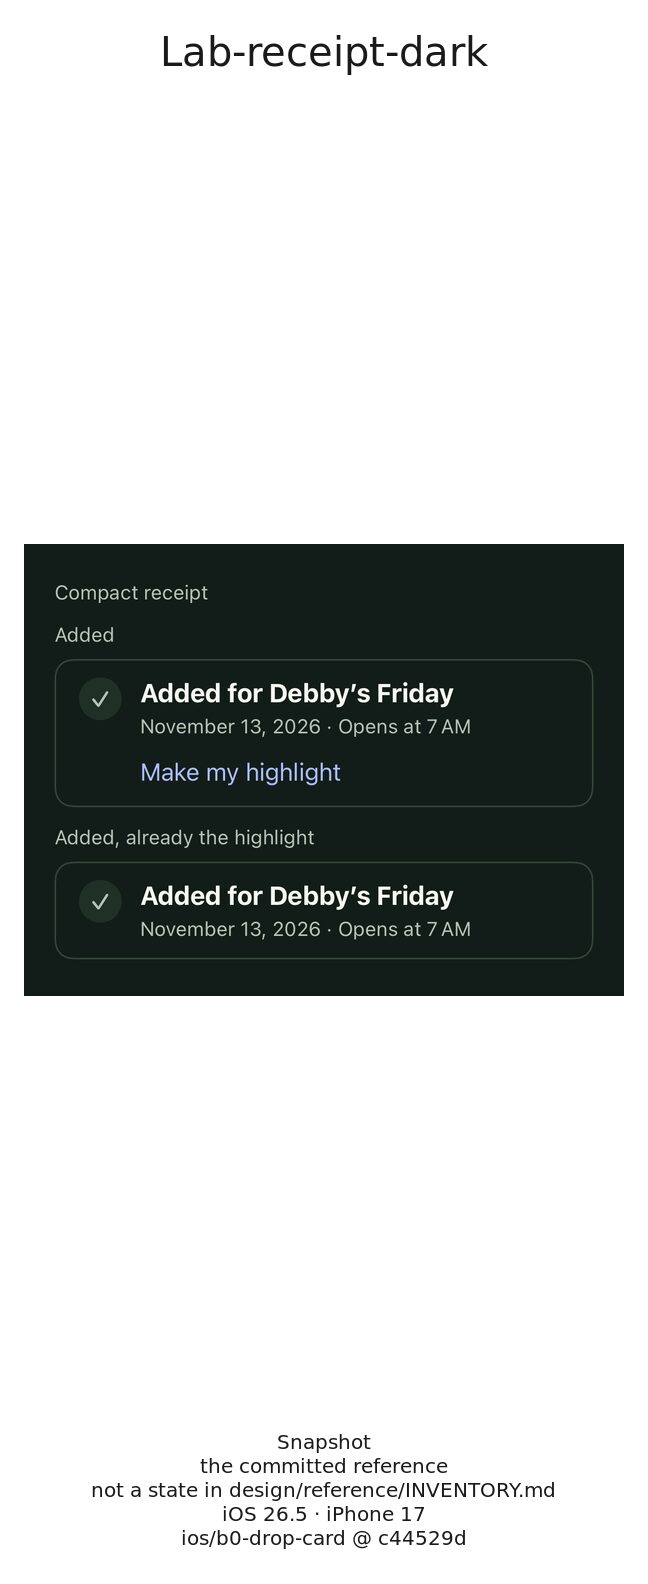 Lab-receipt-dark
Compact receipt
Added
Added for Debby’s Friday
November 13, 2026 · Opens at 7 AM
Make my highlight
Added, already the highlight
Added for Debby’s Friday
November 13, 2026 · Opens at 7 AM
Snapshot
the committed reference
not a state in design/reference/INVENTORY.md
iOS 26.5 · iPhone 17
ios/b0-drop-card @ c44529d